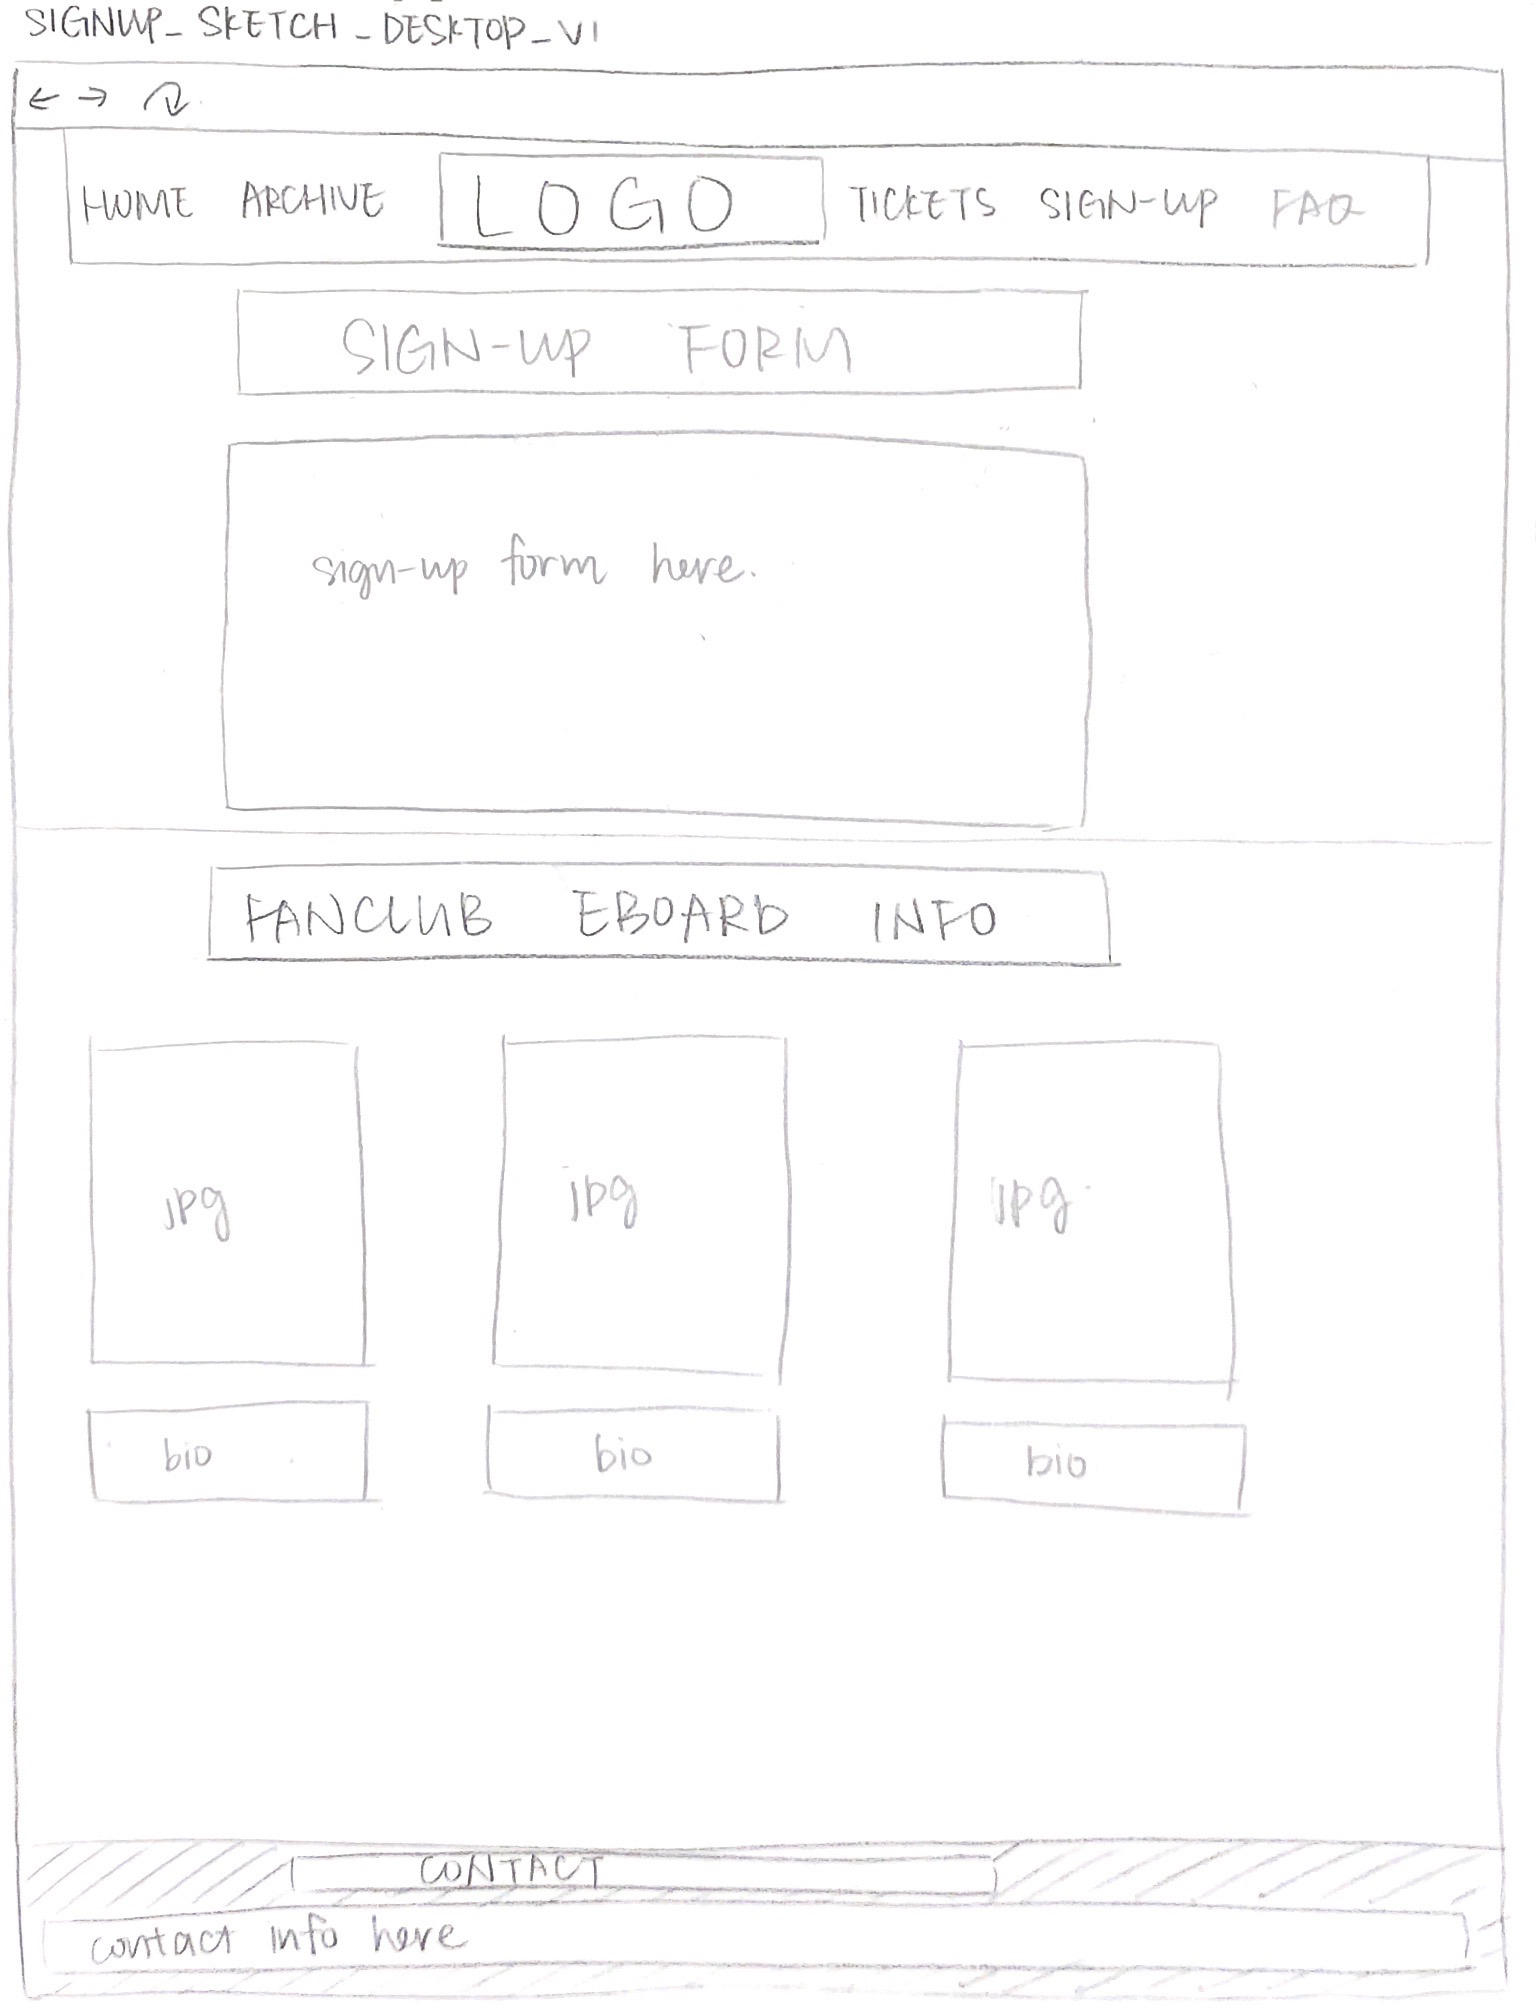 SIGNUP_SKETCH_DESKTOP_V1
HOME ARCHIVE LOGO TICKETS SIGN-UP FAQ
SIGN-UP FORM
sign-up form here.
FANCLUB EBOARD INFO
jpg jpg jpg
bio bio bio
CONTACT
contact info here